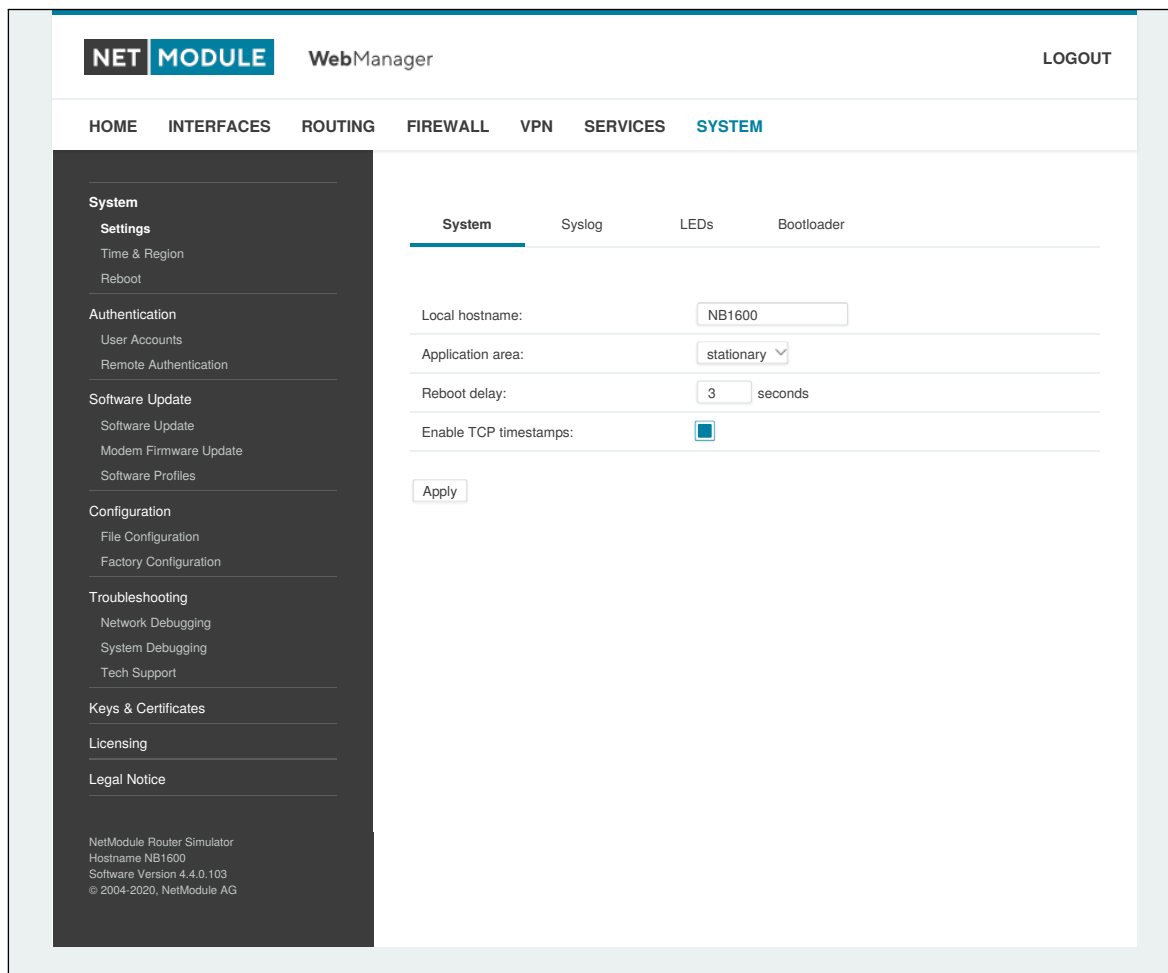 NET MODULE WebManager LOGOUT
HOME INTERFACES ROUTING FIREWALL VPN SERVICES SYSTEM
System
Settings
Time & Region
Reboot
Authentication
User Accounts
Remote Authentication
Software Update
Software Update
Modem Firmware Update
Software Profiles
Configuration
File Configuration
Factory Configuration
Troubleshooting
Network Debugging
System Debugging
Tech Support
Keys & Certificates
Licensing
Legal Notice
NetModule Router Simulator
Hostname NB1600
Software Version 4.4.0.103
© 2004-2020, NetModule AG
System Syslog LEDs Bootloader
Local hostname: NB1600
Application area: stationary
Reboot delay: 3 seconds
Enable TCP timestamps:
Apply